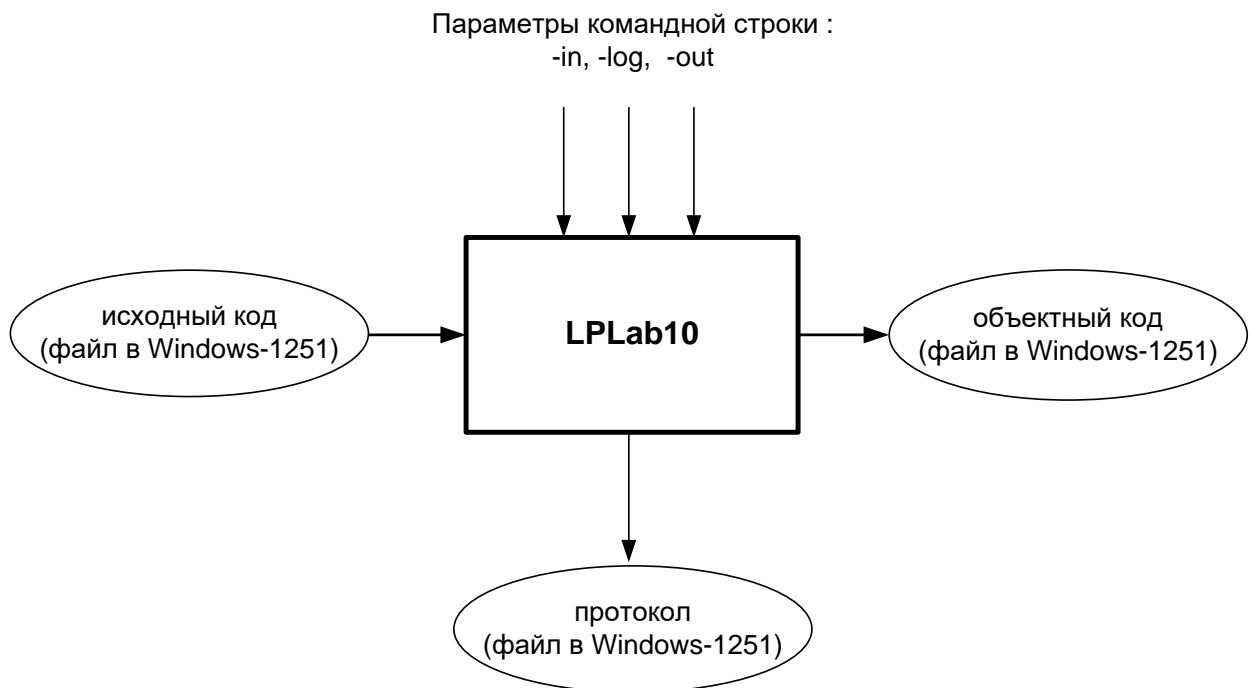 Параметры командной строки :
-in, -log, -out
исходный код
(файл в Windows-1251)
LPLab10
объектный код
(файл в Windows-1251)
протокол
(файл в Windows-1251)